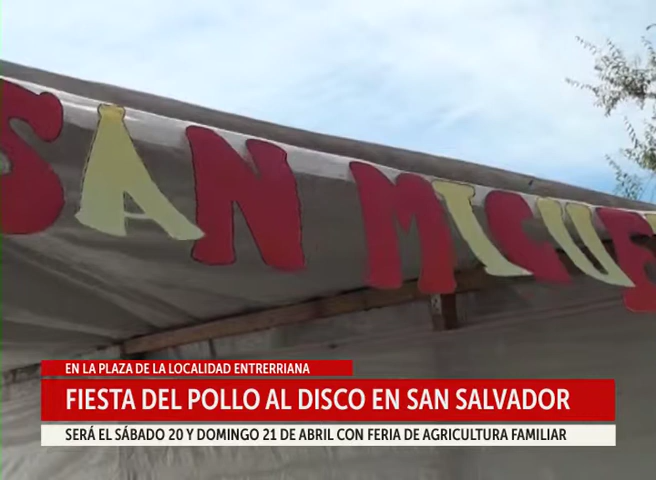 SAN MIGUE
EN LA PLAZA DE LA LOCALIDAD ENTRERRIANA
FIESTA DEL POLLO AL DISCO EN SAN SALVADOR
SERÁ EL SÁBADO 20 Y DOMINGO 21 DE ABRIL CON FERIA DE AGRICULTURA FAMILIAR